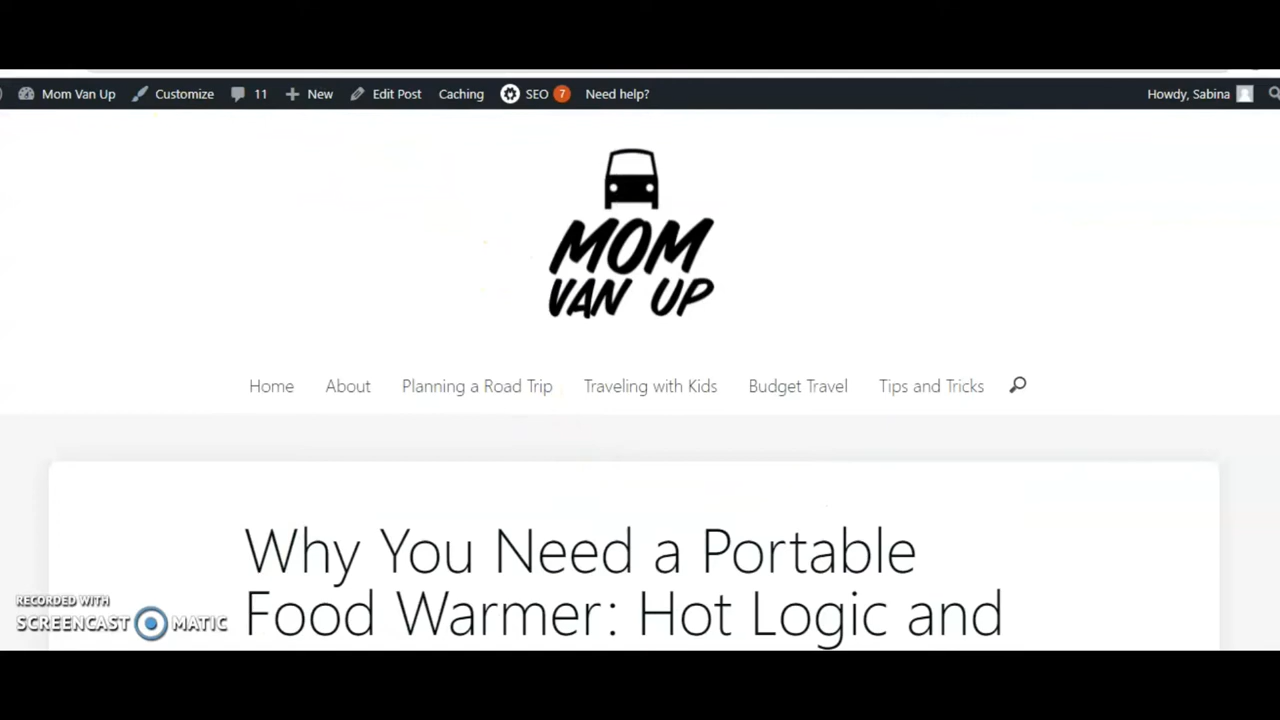 Mom Van Up Customize 11 New Edit Post Caching SEO 7 Need help? Howdy, Sabina
MOM
VAN UP
Home About Planning a Road Trip Traveling with Kids Budget Travel Tips and Tricks
Why You Need a Portable
Food Warmer: Hot Logic and
RECORDED WITH
SCREENCAST MATIC